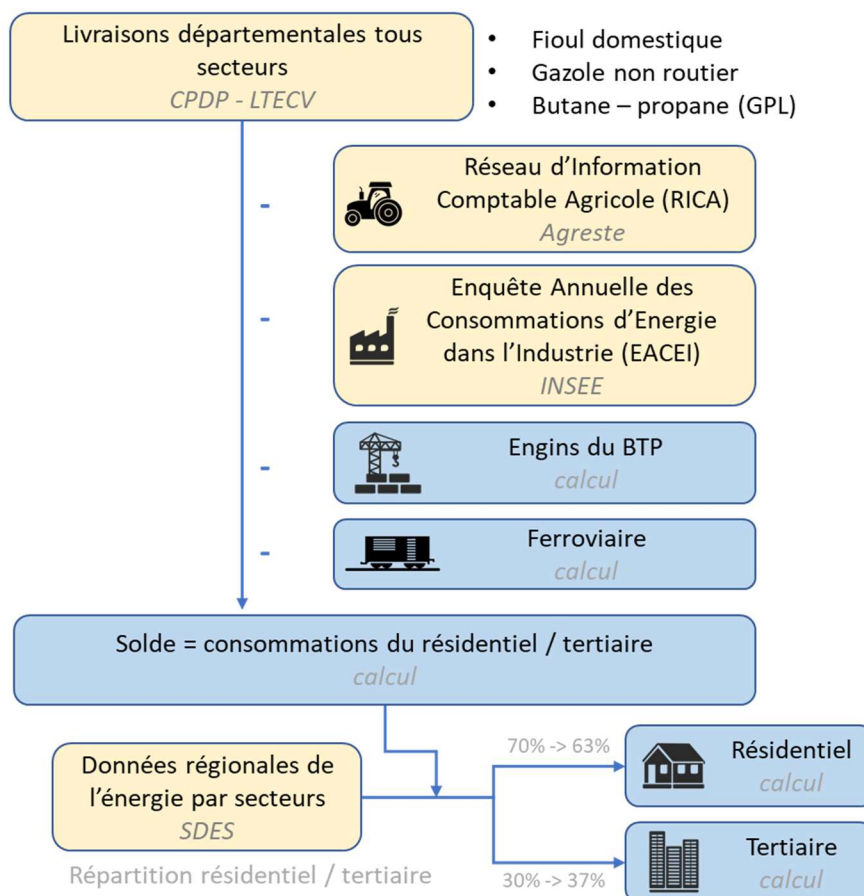 Livraisons départementales tous
secteurs
CPDP - LTECV
• Fioul domestique
• Gazole non routier
• Butane – propane (GPL)
-
Réseau d’Information
Comptable Agricole (RICA)
Agreste
-
Enquête Annuelle des
Consommations d’Energie
dans l’Industrie (EACEI)
INSEE
-
Engins du BTP
calcul
-
Ferroviaire
calcul
Solde = consommations du résidentiel / tertiaire
calcul
Données régionales de
l’énergie par secteurs
SDES
Répartition résidentiel / tertiaire
70% -> 63%
Résidentiel
calcul
30% -> 37%
Tertiaire
calcul